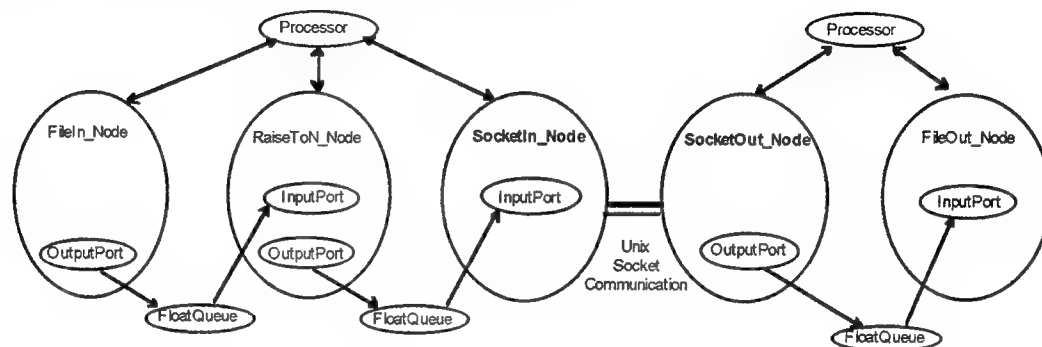 Processor
Processor
FileIn_Node
RaiseToN_Node
SocketIn_Node
SocketOut_Node
FileOut_Node
InputPort
InputPort
InputPort
OutputPort
OutputPort
OutputPort
Unix
Socket
Communication
FloatQueue
FloatQueue
FloatQueue